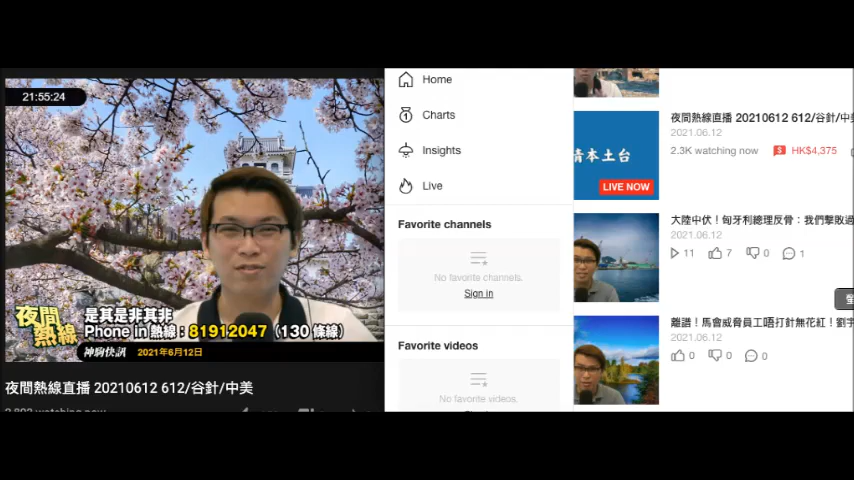 21:55:24
夜間熱線
是其是非其非
Phone in 熱線：81912047（130 條線）
神駒快訊 2021年6月12日
夜間熱線直播 20210612 612/谷針/中美
watching now
Home
Charts
Insights
Live
Favorite channels
No favorite channels.
Sign in
Favorite videos
No favorite videos.
青本土台
LIVE NOW
夜間熱線直播 20210612 612/谷針/中美
2021.06.12
2.3K watching now HK$4,375
大陸中伏！匈牙利總理反骨：我們擊敗過
2021.06.12
11 7 0 1
離譜！馬會威脅員工唔打針無花紅！劉宇
2021.06.12
0 0 0